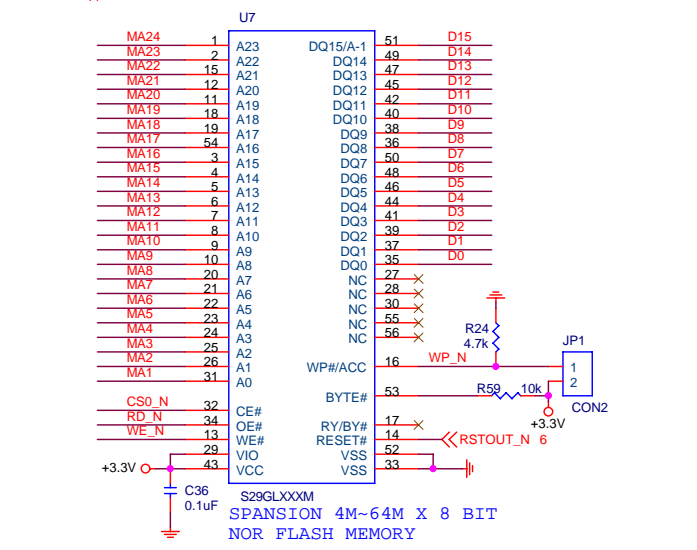 U7
MA24 1 A23 DQ15/A-1 51 D15
MA23 2 A22 DQ14 49 D14
MA22 15 A21 DQ13 47 D13
MA21 12 A20 DQ12 45 D12
MA20 11 A19 DQ11 42 D11
MA19 18 A18 DQ10 40 D10
MA18 19 A17 DQ9 38 D9
MA17 54 A16 DQ8 36 D8
MA16 3 A15 DQ7 50 D7
MA15 4 A14 DQ6 48 D6
MA14 5 A13 DQ5 46 D5
MA13 6 A12 DQ4 44 D4
MA12 7 A11 DQ3 41 D3
MA11 8 A10 DQ2 39 D2
MA10 9 A9 DQ1 37 D1
MA9 10 A8 DQ0 35 D0
MA8 20 A7 NC 27
MA7 21 A6 NC 28
MA6 22 A5 NC 30
MA5 23 A4 NC 55
MA4 24 A3 NC 56
MA3 25 A2
MA2 26 A1 WP#/ACC 16 WP_N
MA1 31 A0
R24
4.7k
JP1
1
2
CON2
BYTE# 53 R59 10k
+3.3V
CS0_N 32 CE#
RD_N 34 OE# RY/BY# 17
WE_N 13 WE# RESET# 14 RSTOUT_N 6
29 VIO VSS 52
+3.3V 43 VCC VSS 33
C36
0.1uF
S29GLXXXM
SPANSION 4M~64M X 8 BIT
NOR FLASH MEMORY